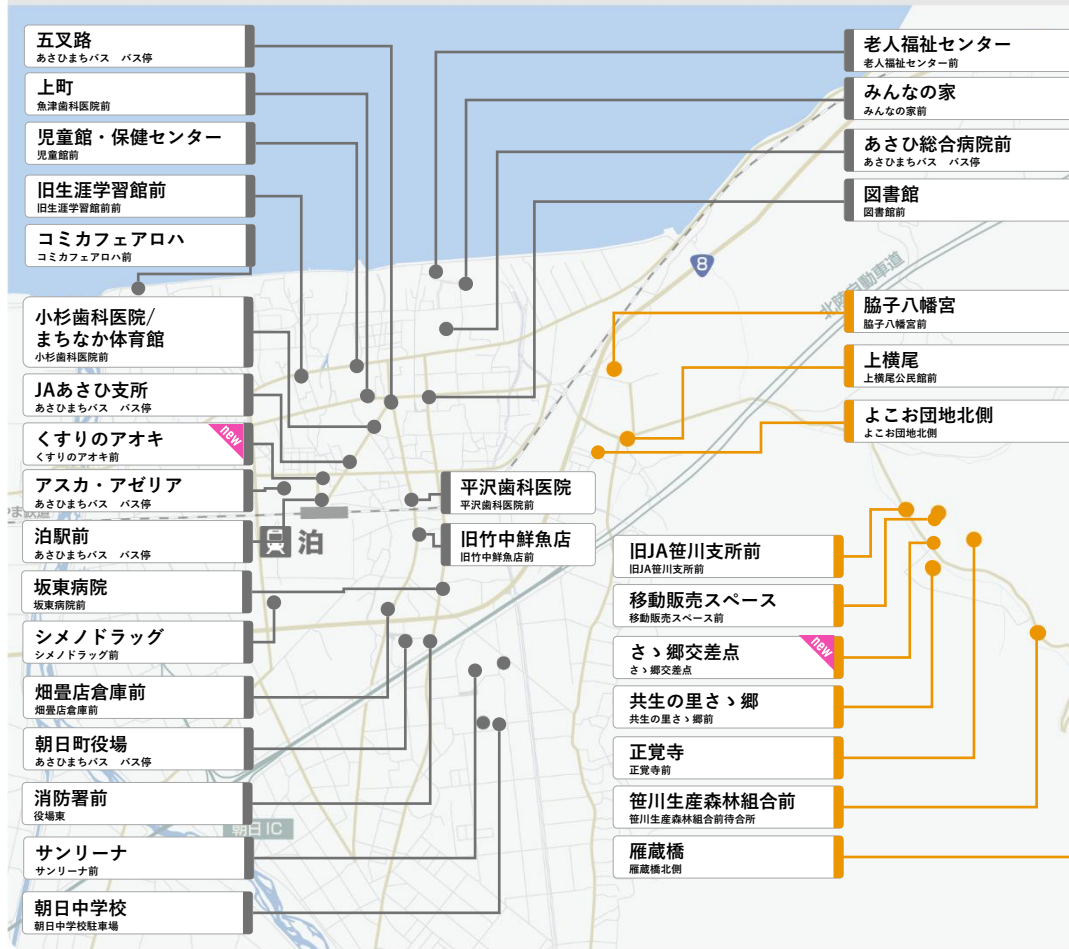 五叉路
あさひまちバス　バス停
上町
魚津歯科医院前
児童館・保健センター
児童館前
旧生涯学習館前
旧生涯学習館前前
コミカフェアロハ
コミカフェアロハ前
小杉歯科医院/
まちなか体育館
小杉歯科医院前
JAあさひ支所
あさひまちバス　バス停
くすりのアオキ
くすりのアオキ前
new
アスカ・アゼリア
あさひまちバス　バス停
泊駅前
あさひまちバス　バス停
坂東病院
坂東病院前
シメノドラッグ
シメノドラッグ前
畑畳店倉庫前
畑畳店倉庫前
朝日町役場
あさひまちバス　バス停
消防署前
役場東
サンリーナ
サンリーナ前
朝日中学校
朝日中学校駐車場
泊
朝日IC
平沢歯科医院
平沢歯科医院前
旧竹中鮮魚店
旧竹中鮮魚店前
老人福祉センター
老人福祉センター前
みんなの家
みんなの家前
あさひ総合病院前
あさひまちバス　バス停
図書館
図書館前
8
北陸自動車道
脇子八幡宮
脇子八幡宮前
上横尾
上横尾公民館前
よこお団地北側
よこお団地北側
旧JA笹川支所前
旧JA笹川支所前
移動販売スペース
移動販売スペース前
さゝ郷交差点
さゝ郷交差点
new
共生の里さゝ郷
共生の里さゝ郷前
正覚寺
正覚寺前
笹川生産森林組合前
笹川生産森林組合前待合所
雁蔵橋
雁蔵橋北側